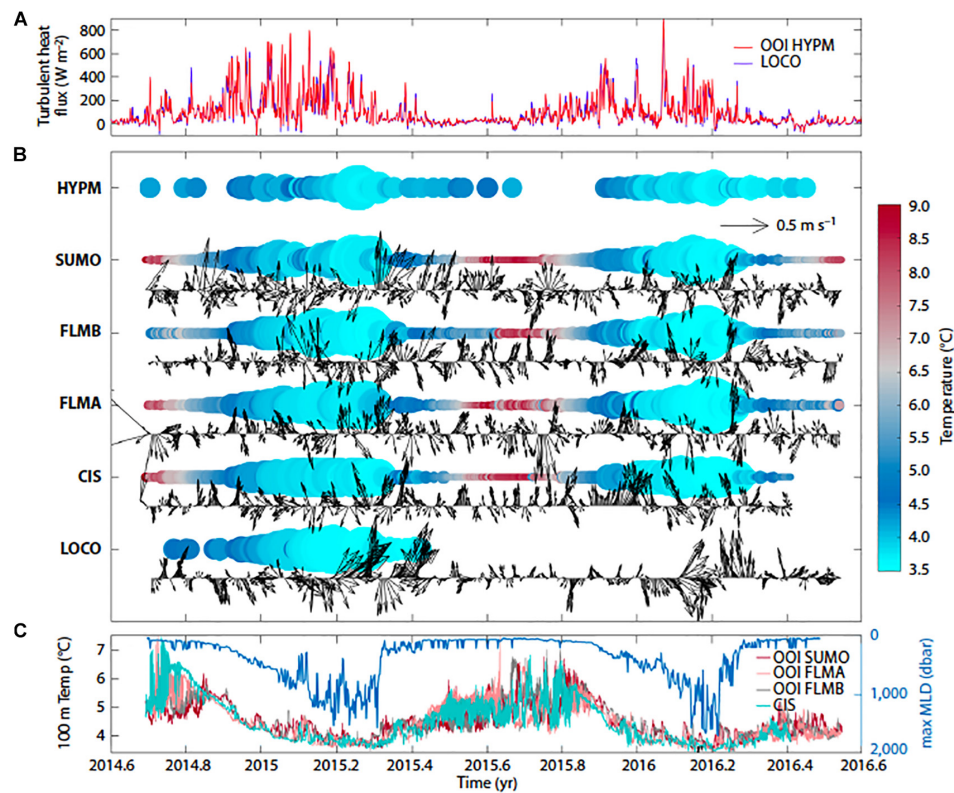 A
Turbulent heat
flux (W m⁻²)
800
600
400
200
0
OOI HYPM
LOCO
B
HYPM
SUMO
FLMB
FLMA
CIS
LOCO
0.5 m s⁻¹
9.0
8.5
8.0
7.5
7.0
6.5
6.0
5.5
5.0
4.5
4.0
3.5
Temperature (°C)
C
100 m Temp (°C)
7
6
5
4
OOI SUMO
OOI FLMA
OOI FLMB
CIS
0
1,000
2,000
max MLD (dbar)
2014.6 2014.8 2015 2015.2 2015.4 2015.6 2015.8 2016 2016.2 2016.4 2016.6
Time (yr)